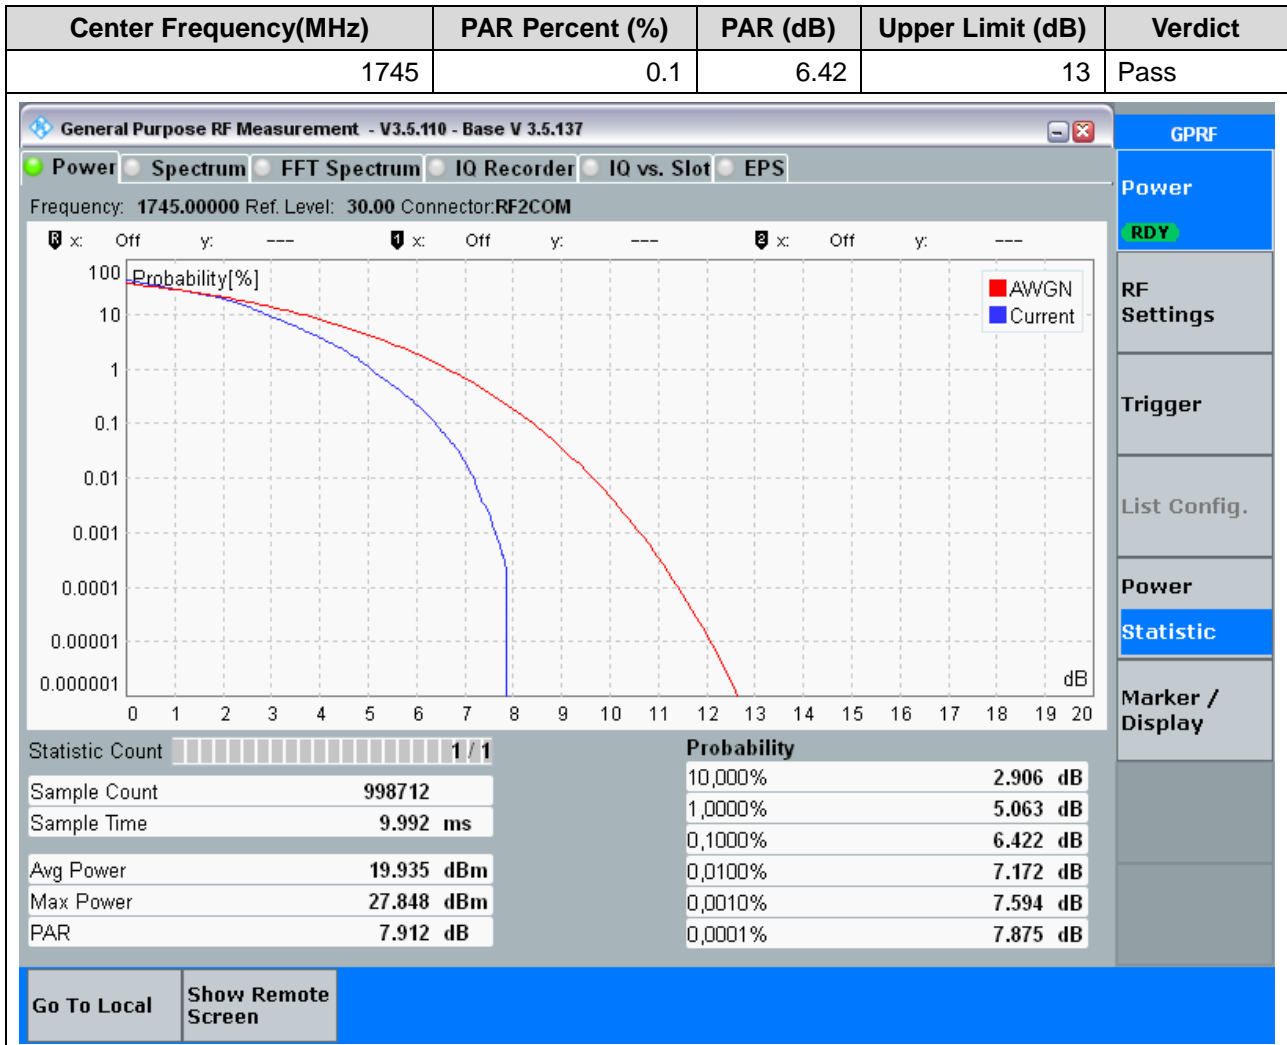 Center Frequency(MHz) PAR Percent (%) PAR (dB) Upper Limit (dB) Verdict
1745 0.1 6.42 13 Pass
General Purpose RF Measurement - V3.5.110 - Base V 3.5.137
GPRF
Power Spectrum FFT Spectrum IQ Recorder IQ vs. Slot EPS
Power
RDY
Frequency: 1745.00000 Ref. Level: 30.00 Connector:RF2COM
R x: Off y: --- 1 x: Off y: --- 2 x: Off y: ---
Probability[%]
AWGN
Current
100
10
1
0.1
0.01
0.001
0.0001
0.00001
0.000001
dB
0 1 2 3 4 5 6 7 8 9 10 11 12 13 14 15 16 17 18 19 20
RF
Settings
Trigger
List Config.
Power
Statistic
Marker /
Display
Statistic Count 1 / 1
Sample Count 998712
Sample Time 9.992 ms
Avg Power 19.935 dBm
Max Power 27.848 dBm
PAR 7.912 dB
Probability
10,000% 2.906 dB
1,0000% 5.063 dB
0,1000% 6.422 dB
0,0100% 7.172 dB
0,0010% 7.594 dB
0,0001% 7.875 dB
Go To Local
Show Remote
Screen